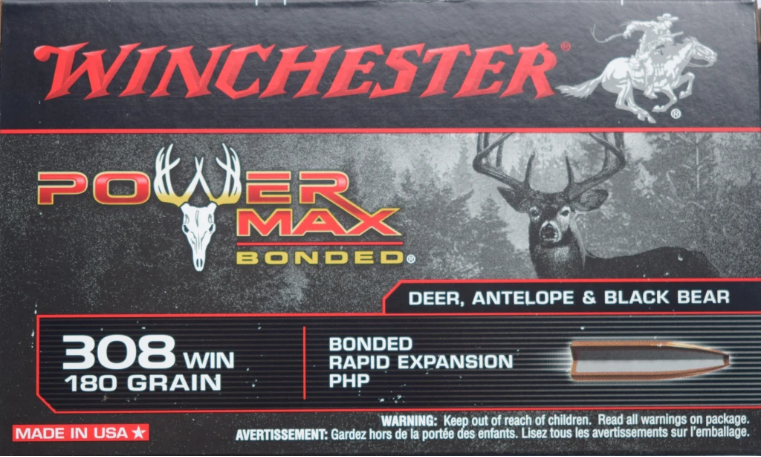 WINCHESTER®
®
POWER
MAX
BONDED®
DEER, ANTELOPE & BLACK BEAR
308 WIN
180 GRAIN
BONDED
RAPID EXPANSION
PHP
MADE IN USA ★
WARNING: Keep out of reach of children. Read all warnings on package.
AVERTISSEMENT: Gardez hors de la portée des enfants. Lisez tous les avertissements sur l'emballage.